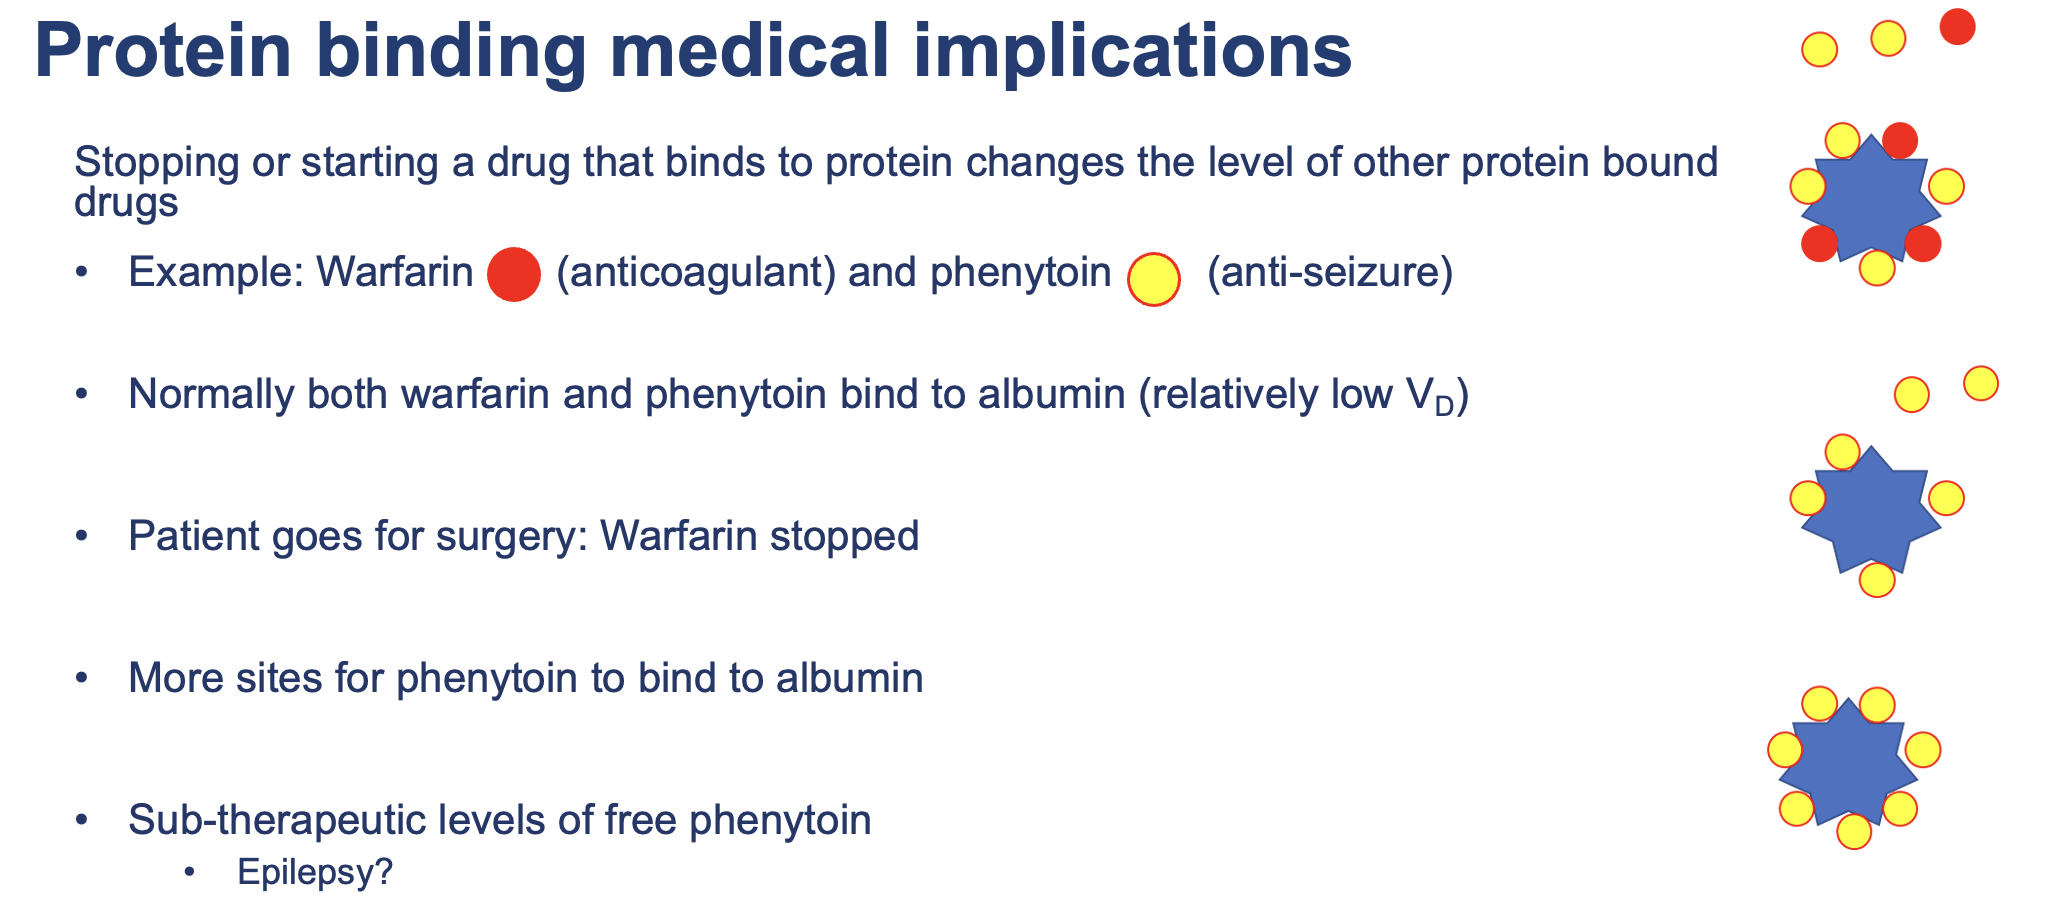 Protein binding medical implications
Stopping or starting a drug that binds to protein changes the level of other protein bound
drugs
• Example: Warfarin (anticoagulant) and phenytoin (anti-seizure)
• Normally both warfarin and phenytoin bind to albumin (relatively low VD)
• Patient goes for surgery: Warfarin stopped
• More sites for phenytoin to bind to albumin
• Sub-therapeutic levels of free phenytoin
• Epilepsy?